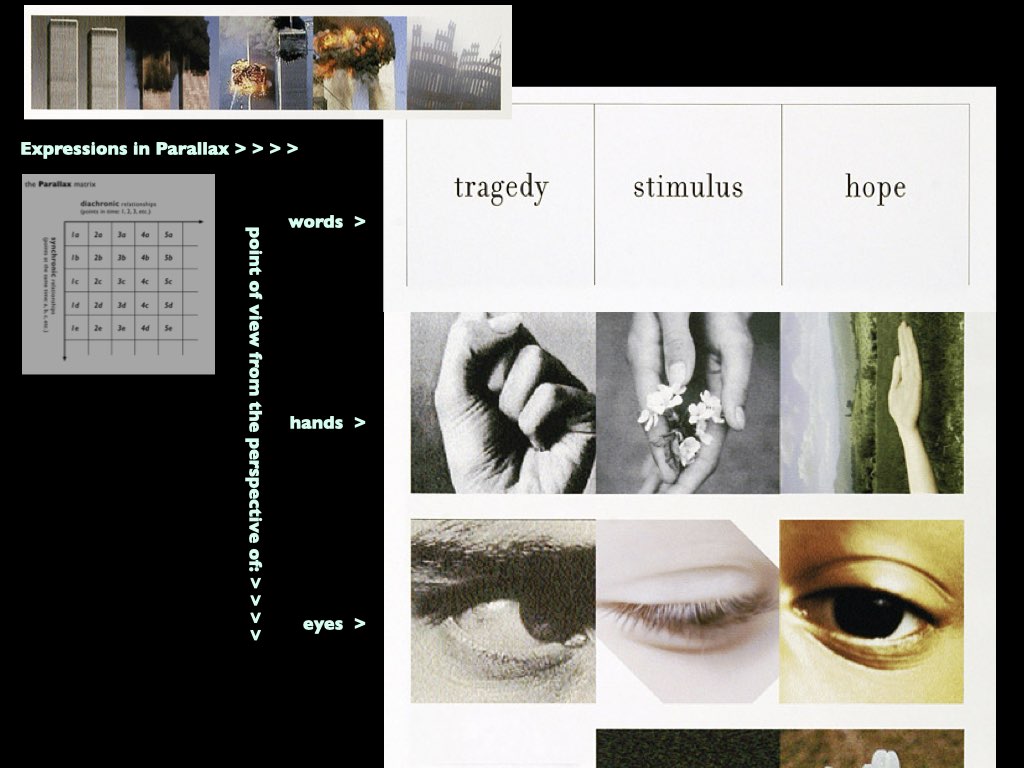 Expressions in Parallax > > > >
the Parallax matrix
diachronic relationships
(points in time: 1, 2, 3, etc.)
synchronic relationships
(points at the same time: a, b, c, etc.)
1a 2a 3a 4a 5a
1b 2b 3b 4b 5b
1c 2c 3c 4c 5c
1d 2d 3d 4c 5d
1e 2e 3e 4d 5e
point of view from the perspective of: > > > >
words >
tragedy stimulus hope
hands >
eyes >